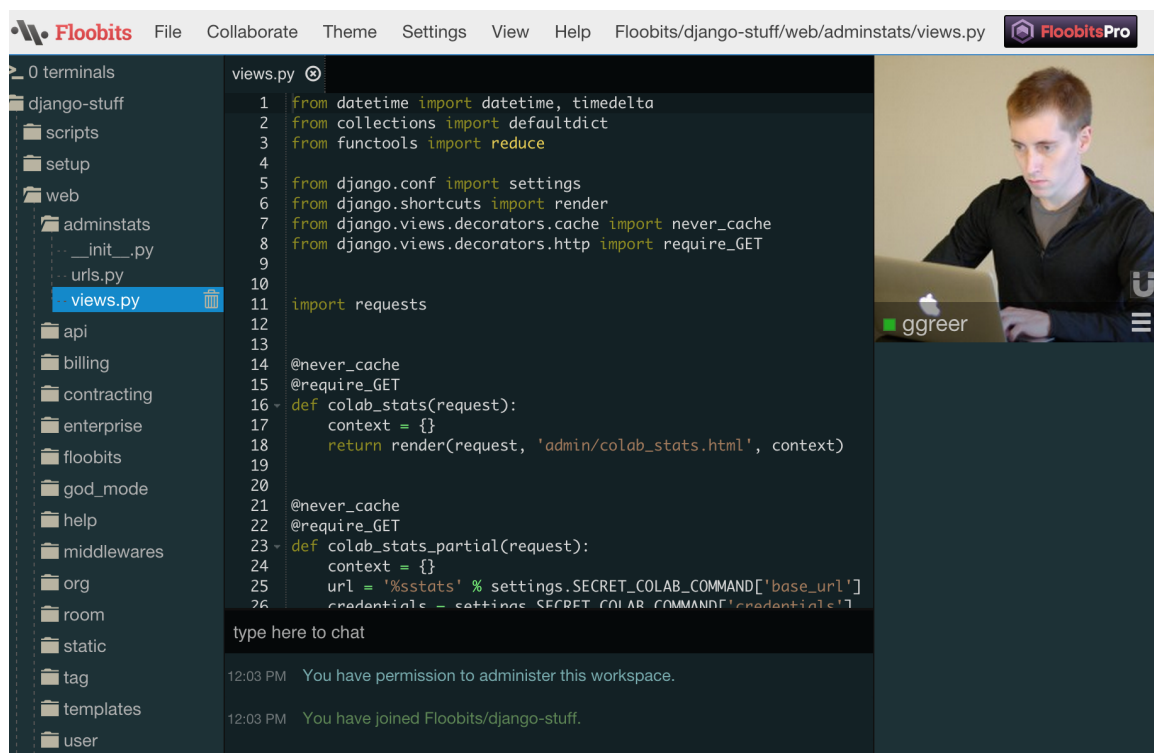 Floobits File Collaborate Theme Settings View Help Floobits/django-stuff/web/adminstats/views.py FloobitsPro
0 terminals
django-stuff
scripts
setup
web
adminstats
__init__.py
urls.py
views.py
api
billing
contracting
enterprise
floobits
god_mode
help
middlewares
org
room
static
tag
templates
user
views.py
1 from datetime import datetime, timedelta
2 from collections import defaultdict
3 from functools import reduce
4
5 from django.conf import settings
6 from django.shortcuts import render
7 from django.views.decorators.cache import never_cache
8 from django.views.decorators.http import require_GET
9
10
11 import requests
12
13
14 @never_cache
15 @require_GET
16 def colab_stats(request):
17     context = {}
18     return render(request, 'admin/colab_stats.html', context)
19
20
21 @never_cache
22 @require_GET
23 def colab_stats_partial(request):
24     context = {}
25     url = '%sstats' % settings.SECRET_COLAB_COMMAND['base_url']
26     credentials = settings.SECRET_COLAB_COMMAND['credentials']
type here to chat
12:03 PM You have permission to administer this workspace.
12:03 PM You have joined Floobits/django-stuff.
ggreer